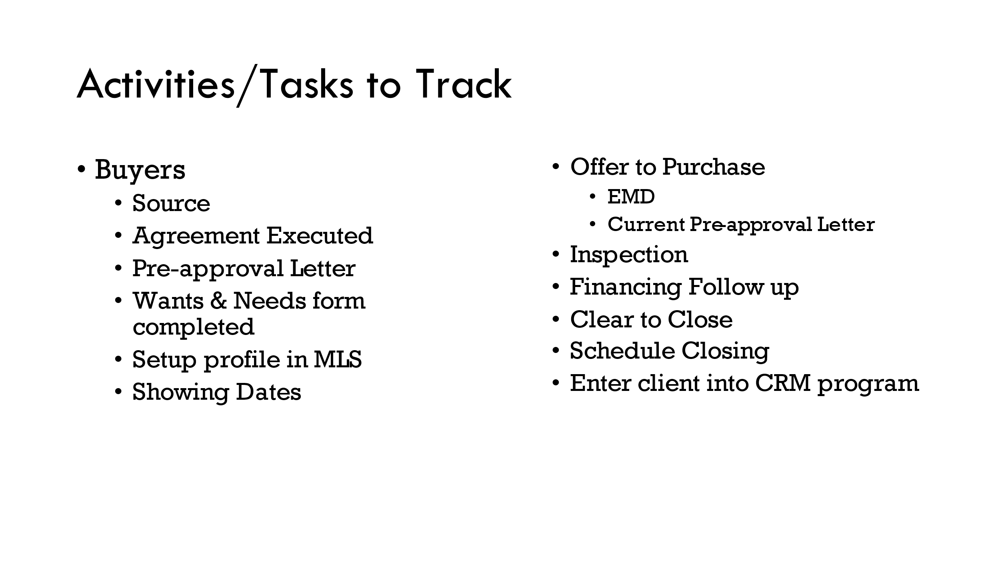 Activities/Tasks to Track
• Buyers
• Source
• Agreement Executed
• Pre-approval Letter
• Wants & Needs form
completed
• Setup profile in MLS
• Showing Dates
• Offer to Purchase
• EMD
• Current Pre-approval Letter
• Inspection
• Financing Follow up
• Clear to Close
• Schedule Closing
• Enter client into CRM program